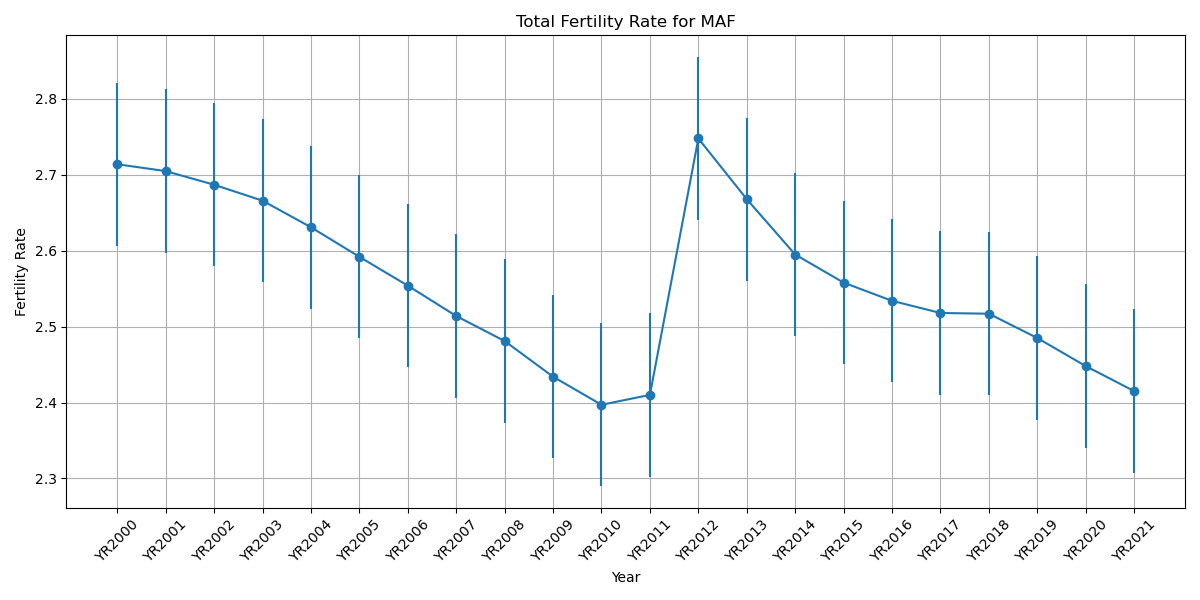 Total Fertility Rate for MAF
Fertility Rate
2.8
2.7
2.6
2.5
2.4
2.3
YR2000
YR2001
YR2002
YR2003
YR2004
YR2005
YR2006
YR2007
YR2008
YR2009
YR2010
YR2011
YR2012
YR2013
YR2014
YR2015
YR2016
YR2017
YR2018
YR2019
YR2020
YR2021
Year